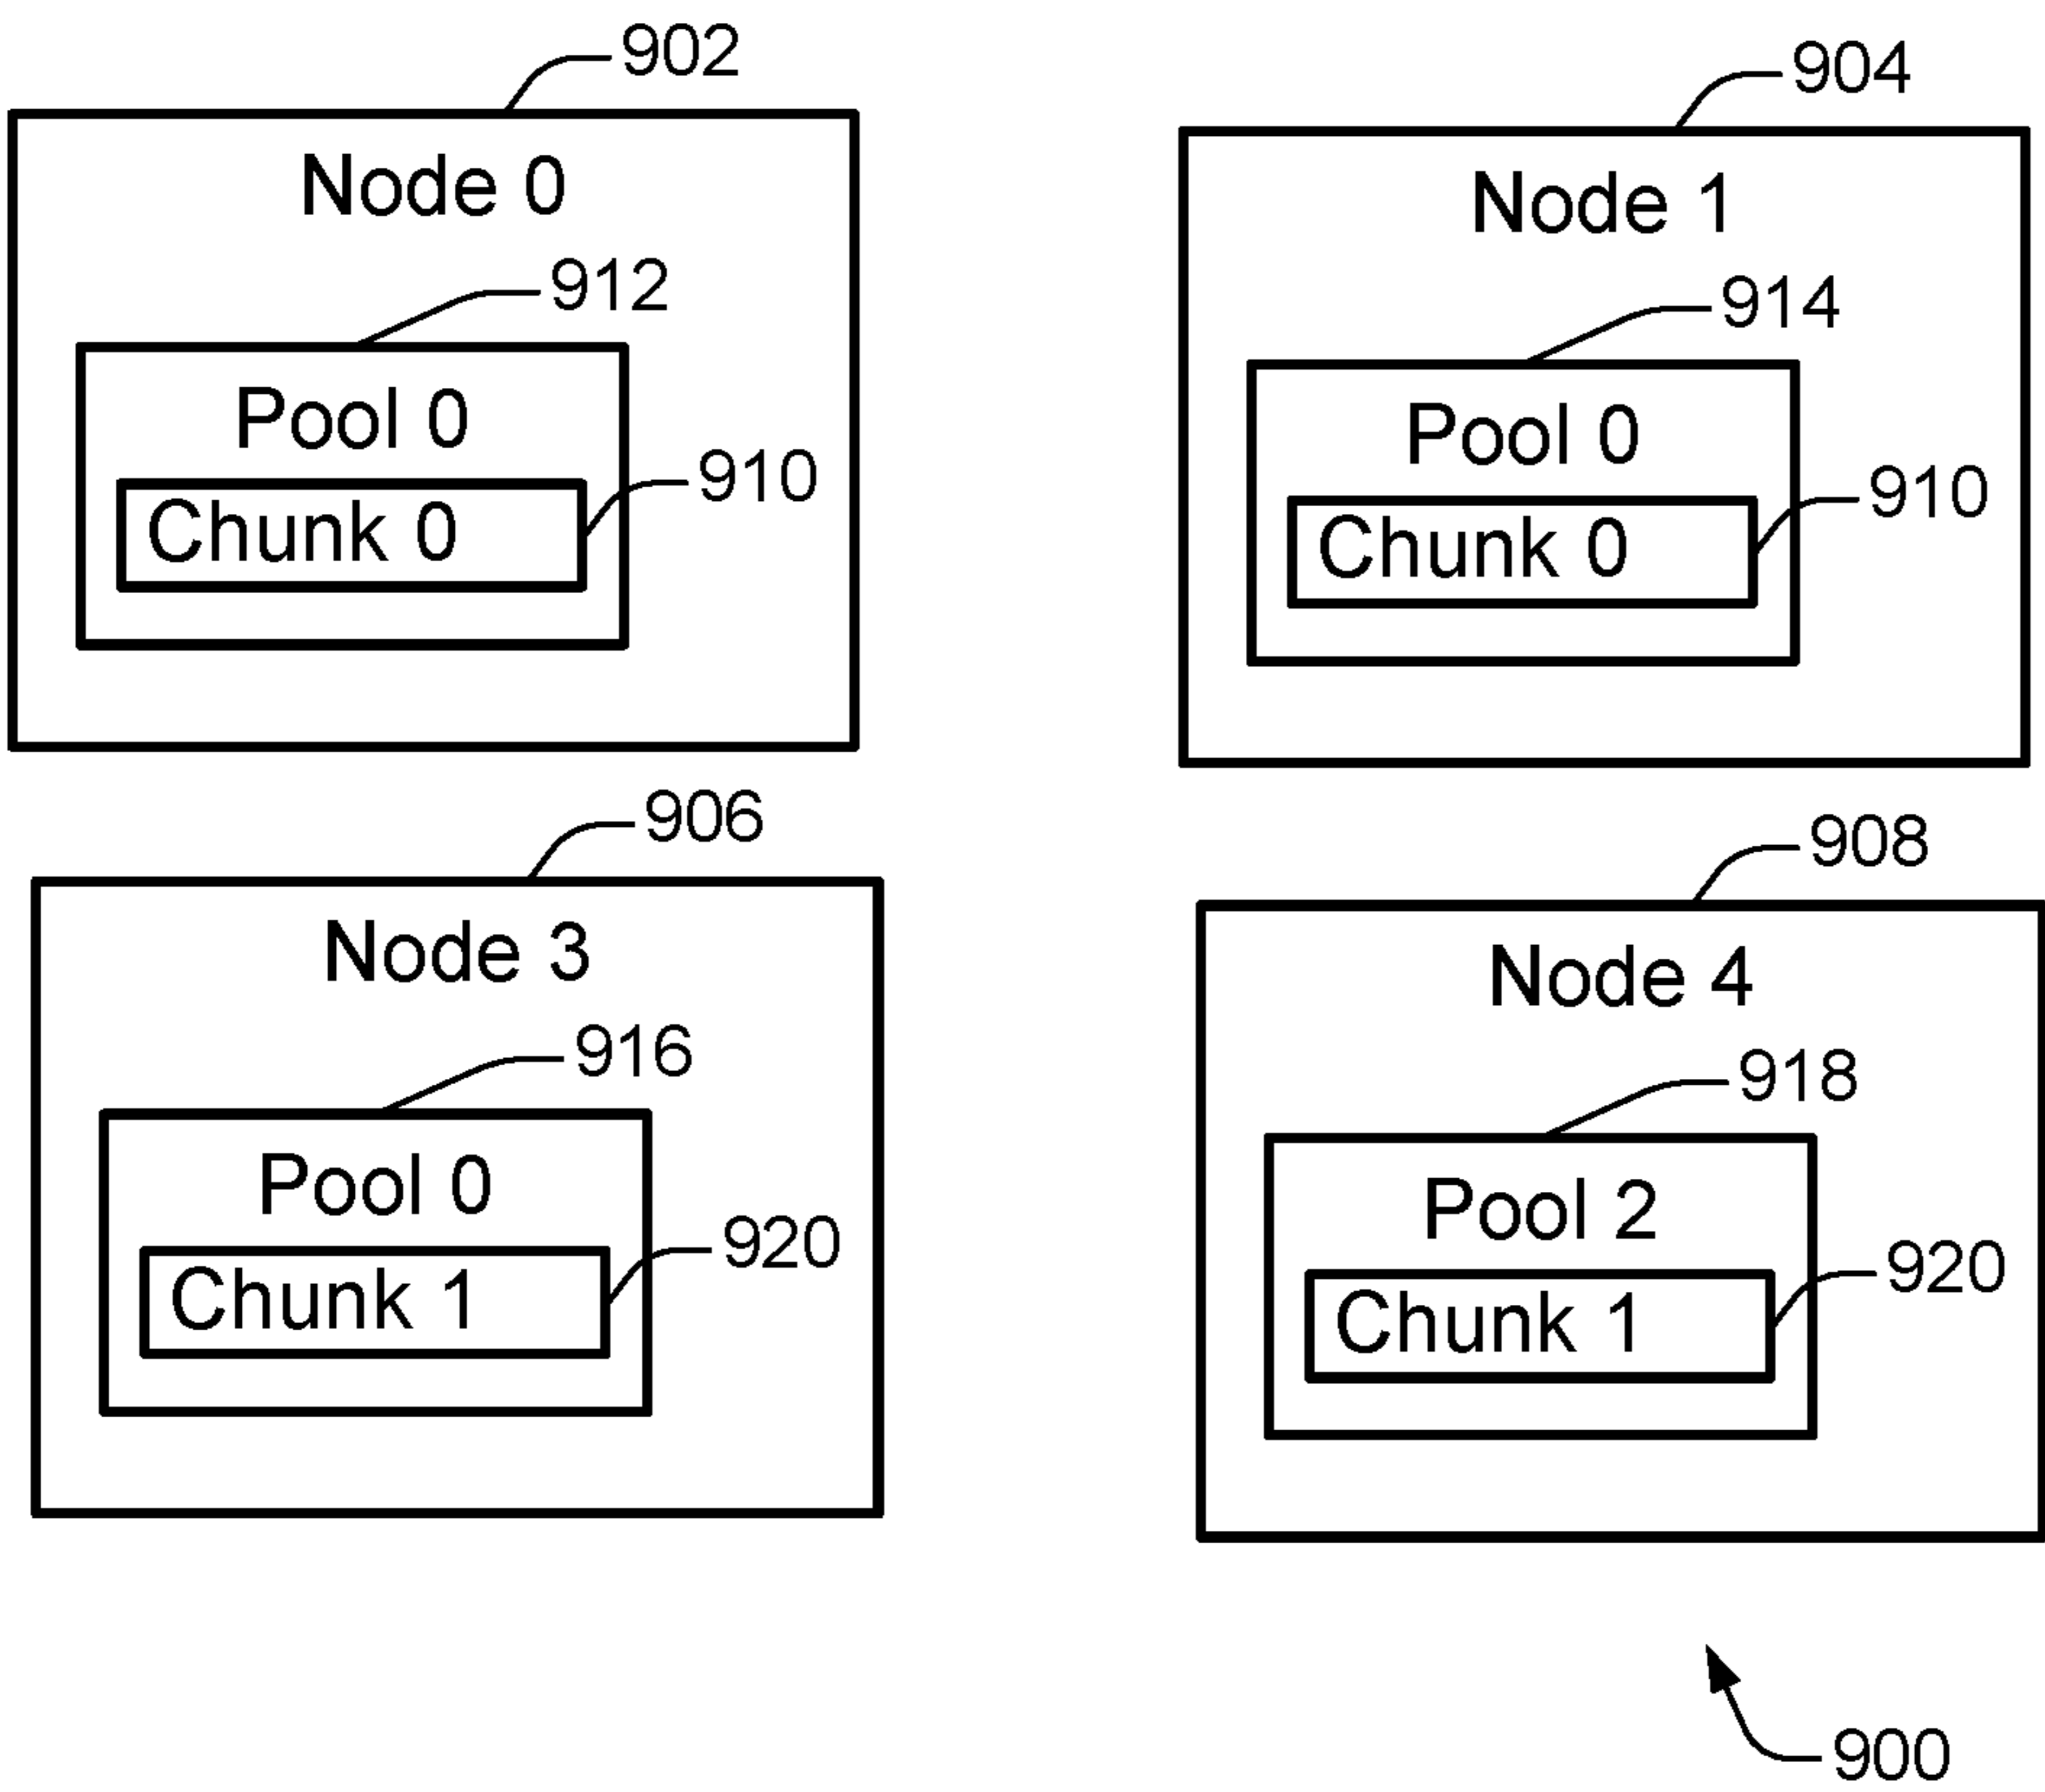 902
904
Node 0
Node 1
912
914
Pool 0
Pool 0
910
910
Chunk 0
Chunk 0
906
908
Node 3
Node 4
916
918
Pool 0
Pool 2
920
920
Chunk 1
Chunk 1
900